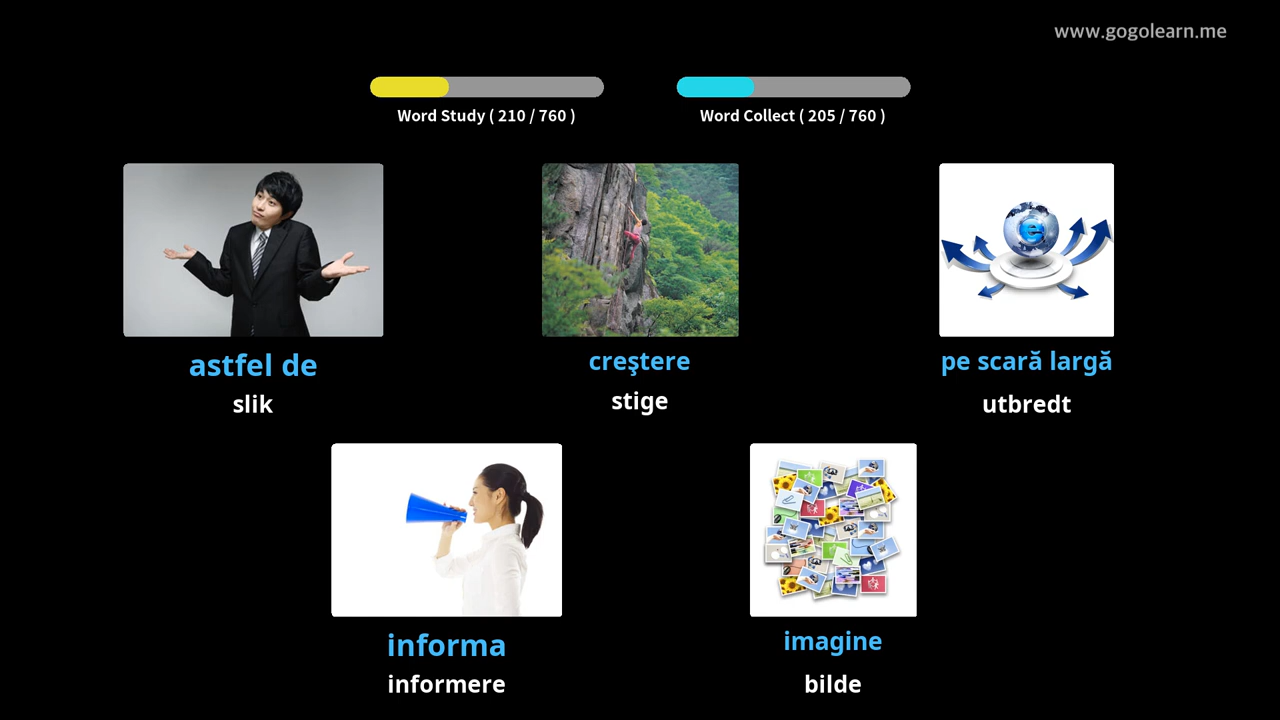 www.gogolearn.me
Word Study ( 210 / 760 )
Word Collect ( 205 / 760 )
astfel de
slik
creştere
stige
pe scară largă
utbredt
informa
informere
imagine
bilde